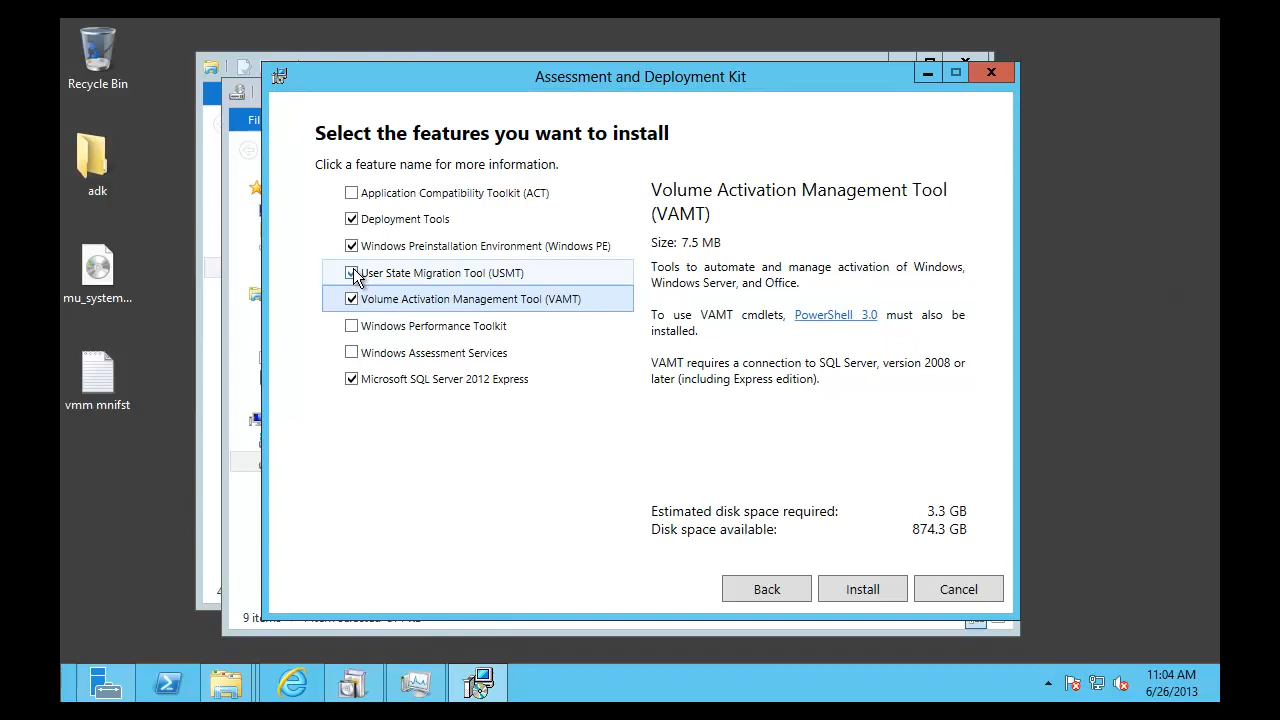 Recycle Bin
adk
mu_system...
vmm mnifst
Assessment and Deployment Kit
Fil
Select the features you want to install
Click a feature name for more information.
Application Compatibility Toolkit (ACT)
Deployment Tools
Windows Preinstallation Environment (Windows PE)
User State Migration Tool (USMT)
Volume Activation Management Tool (VAMT)
Windows Performance Toolkit
Windows Assessment Services
Microsoft SQL Server 2012 Express
Volume Activation Management Tool
(VAMT)
Size: 7.5 MB
Tools to automate and manage activation of Windows,
Windows Server, and Office.
To use VAMT cmdlets, PowerShell 3.0 must also be
installed.
VAMT requires a connection to SQL Server, version 2008 or
later (including Express edition).
Estimated disk space required: 3.3 GB
Disk space available: 874.3 GB
Back
Install
Cancel
11:04 AM
6/26/2013